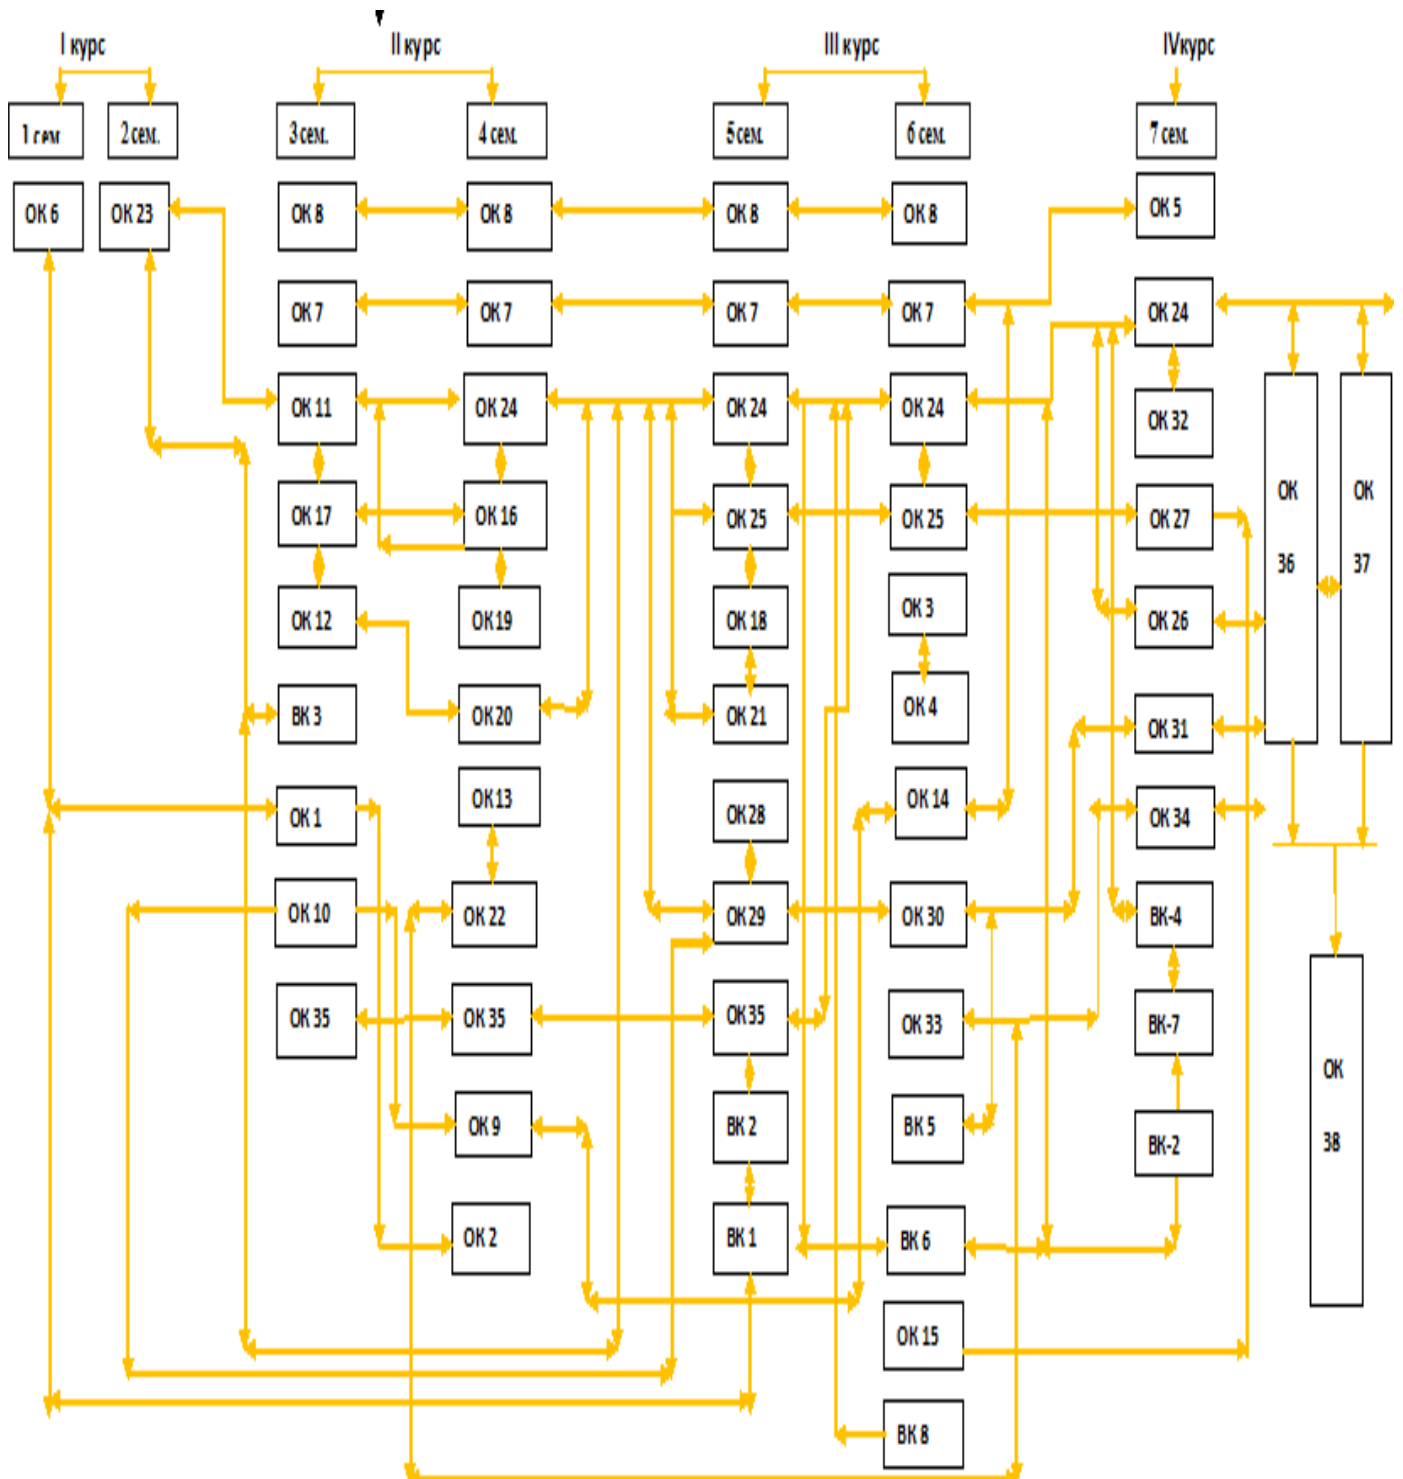 I курс
II курс
III курс
IVкурс
1 сем
2 сем.
3 сем.
4 сем.
5 сем.
6 сем.
7 сем.
ОК 6
ОК 23
ОК 8
ОК 8
ОК 8
ОК 8
ОК 5
ОК 7
ОК 7
ОК 7
ОК 7
ОК 24
ОК 11
ОК 24
ОК 24
ОК 24
ОК 32
ОК 17
ОК 16
ОК 25
ОК 25
ОК 27
ОК
36
ОК
37
ОК 12
ОК 19
ОК 18
ОК 3
ОК 26
ВК 3
ОК 20
ОК 21
ОК 4
ОК 31
ОК 1
ОК 13
ОК 28
ОК 14
ОК 34
ОК 10
ОК 22
ОК 29
ОК 30
ВК-4
ОК 35
ОК 35
ОК 35
ОК 33
ВК-7
ОК
38
ОК 9
ВК 2
ВК 5
ВК-2
ОК 2
ВК 1
ВК 6
ОК 15
ВК 8